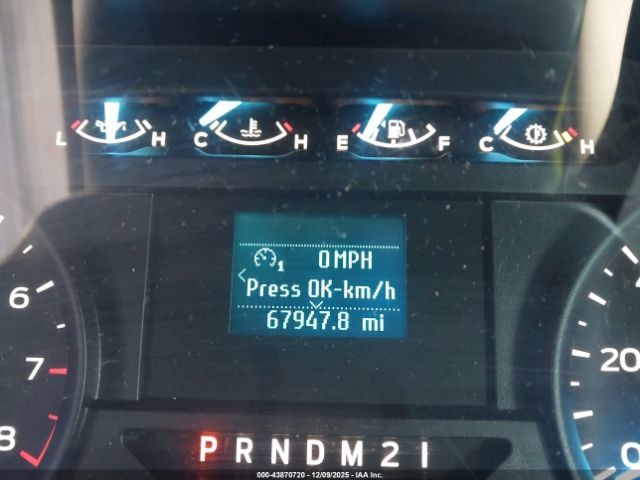 L H C H E F C H
0 MPH
1
Press OK-km/h
67947.8 mi
6
7
8
20
0
P R N D M 2 1
000-43870720 - 12/09/2025 - IAA Inc.